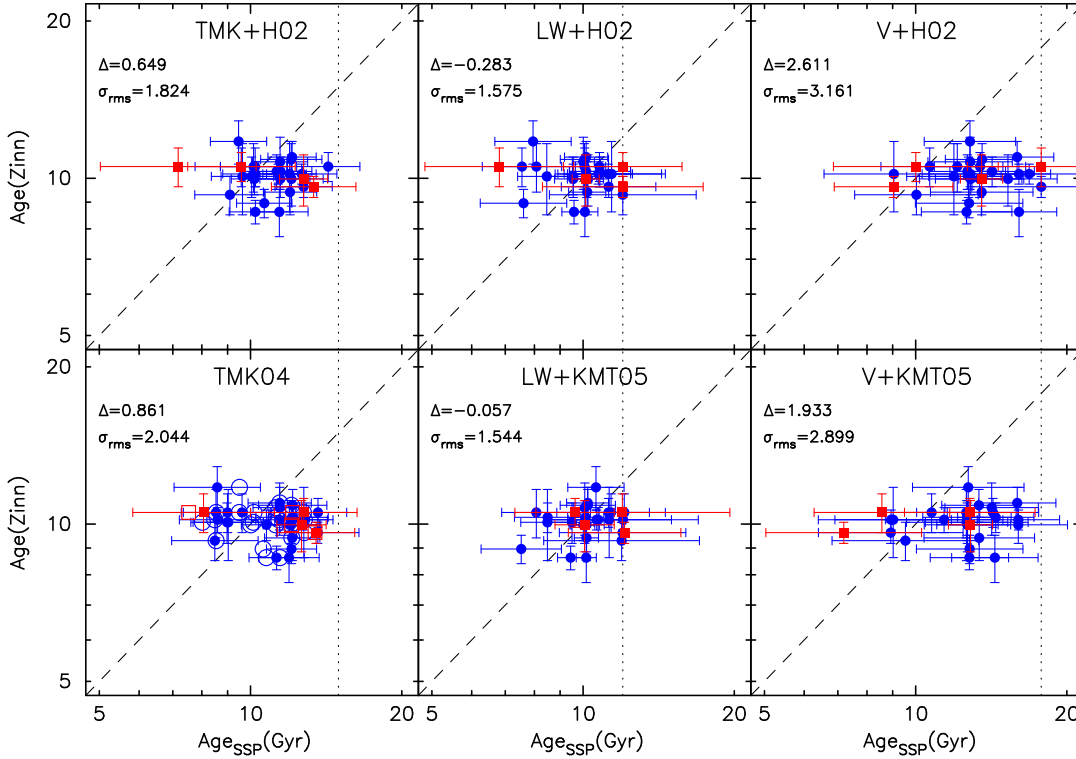 20
TMK+H02
LW+H02
V+H02
Δ=0.649
σrms=1.824
Δ=−0.283
σrms=1.575
Δ=2.611
σrms=3.161
Age(Zinn)
10
5
20
TMK04
LW+KMT05
V+KMT05
Δ=0.861
σrms=2.044
Δ=−0.057
σrms=1.544
Δ=1.933
σrms=2.899
Age(Zinn)
10
5
5 10 20 5 10 20 5 10 20
AgeSSP(Gyr) AgeSSP(Gyr) AgeSSP(Gyr)